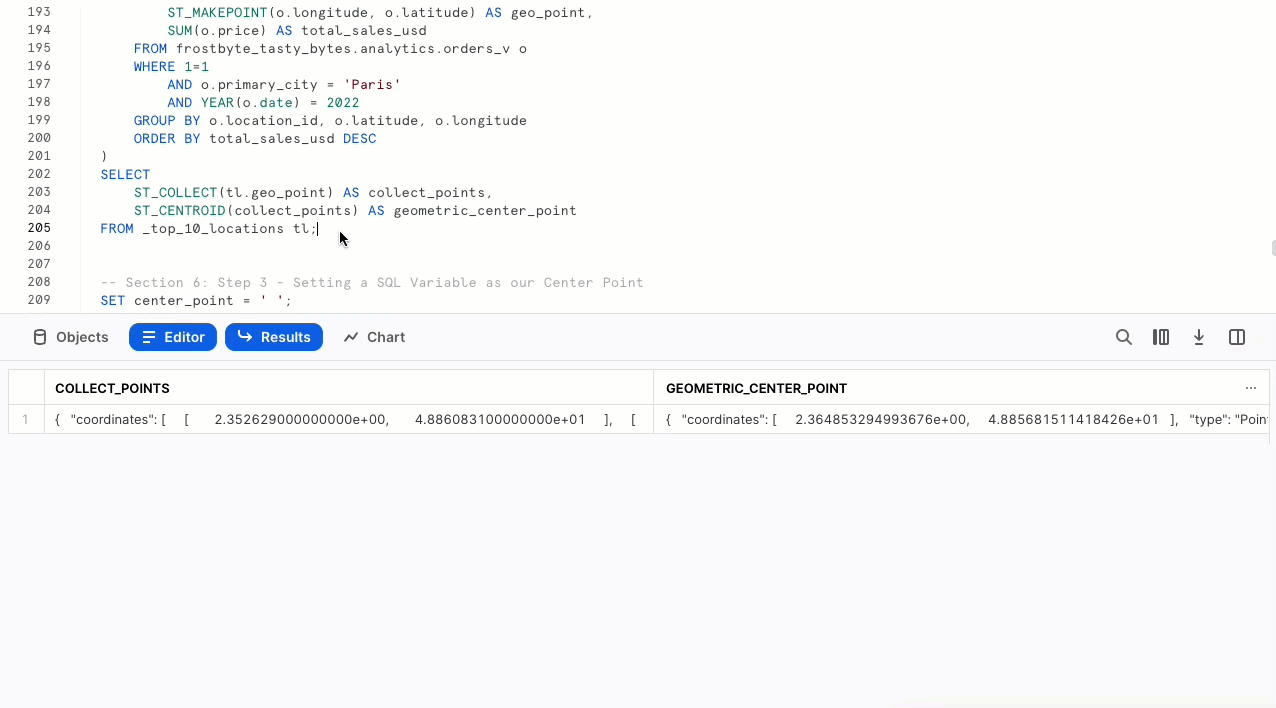 193 ST_MAKEPOINT(o.longitude, o.latitude) AS geo_point,
194 SUM(o.price) AS total_sales_usd
195 FROM frostbyte_tasty_bytes.analytics.orders_v o
196 WHERE 1=1
197 AND o.primary_city = 'Paris'
198 AND YEAR(o.date) = 2022
199 GROUP BY o.location_id, o.latitude, o.longitude
200 ORDER BY total_sales_usd DESC
201 )
202 SELECT
203 ST_COLLECT(tl.geo_point) AS collect_points,
204 ST_CENTROID(collect_points) AS geometric_center_point
205 FROM _top_10_locations tl;
206
207
208 -- Section 6: Step 3 - Setting a SQL Variable as our Center Point
209 SET center_point = ' ';
Objects Editor Results Chart
COLLECT_POINTS GEOMETRIC_CENTER_POINT ...
1 { "coordinates": [ [ 2.352629000000000e+00, 4.886083100000000e+01 ], [ { "coordinates": [ 2.364853294993676e+00, 4.885681511418426e+01 ], "type": "Poin